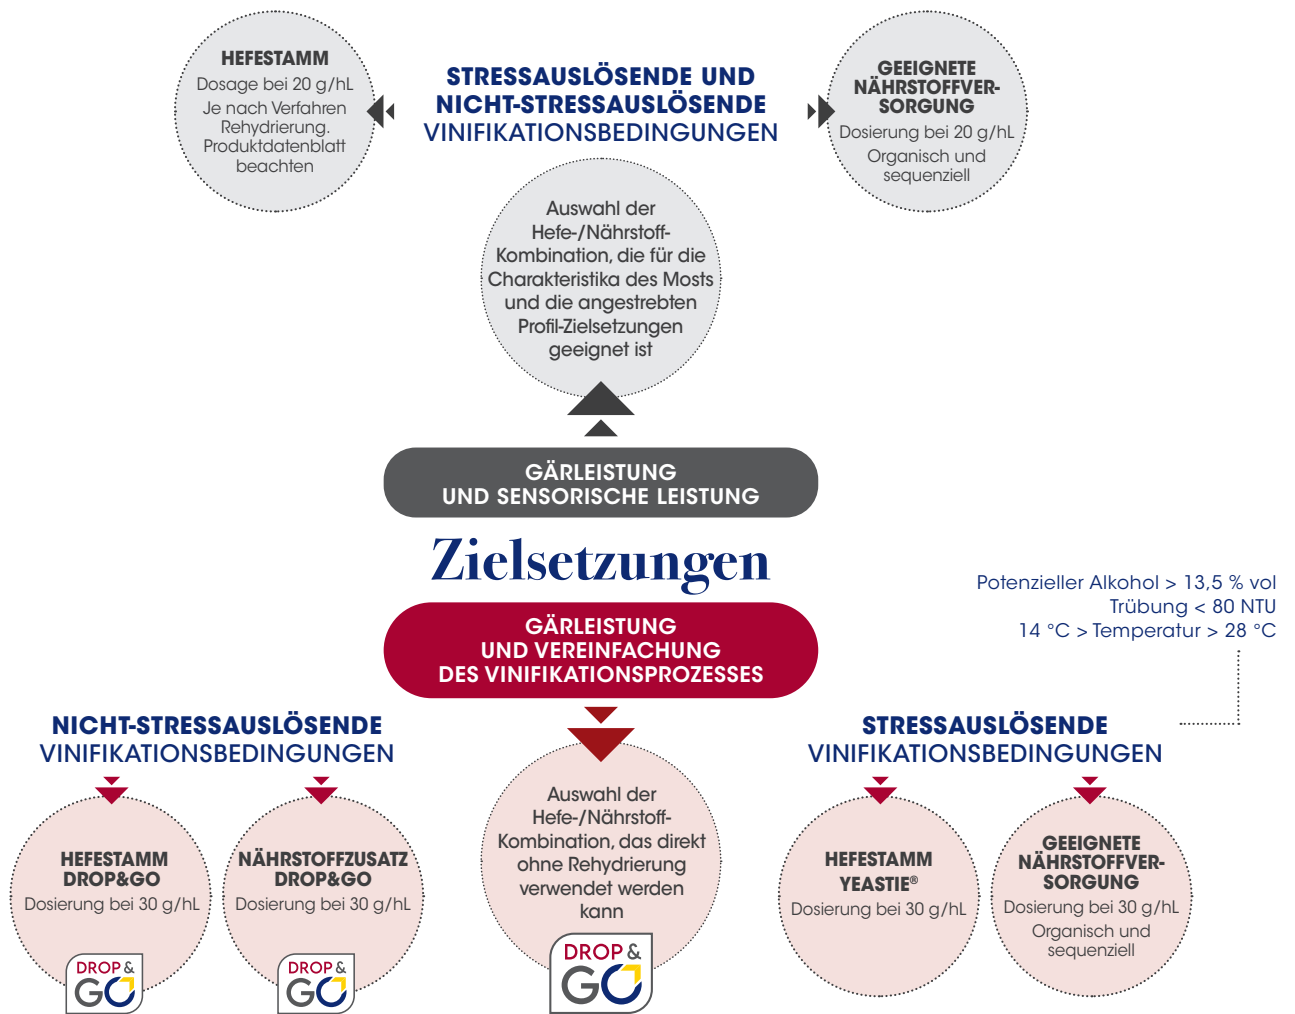 HEFESTAMM
Dosage bei 20 g/hL
Je nach Verfahren
Rehydrierung.
Produktdatenblatt
beachten
STRESSAUSLÖSENDE UND
NICHT-STRESSAUSLÖSENDE
VINIFIKATIONSBEDINGUNGEN
GEEIGNETE
NÄHRSTOFFVER-
SORGUNG
Dosierung bei 20 g/hL
Organisch und
sequenziell
Auswahl der
Hefe-/Nährstoff-
Kombination, die für die
Charakteristika des Mosts
und die angestrebten
Profil-Zielsetzungen
geeignet ist
GÄRLEISTUNG
UND SENSORISCHE LEISTUNG
Zielsetzungen
GÄRLEISTUNG
UND VEREINFACHUNG
DES VINIFIKATIONSPROZESSES
Potenzieller Alkohol > 13,5 % vol
Trübung < 80 NTU
14 °C > Temperatur > 28 °C
NICHT-STRESSAUSLÖSENDE
VINIFIKATIONSBEDINGUNGEN
HEFESTAMM
DROP&GO
Dosierung bei 30 g/hL
DROP &
GO
NÄHRSTOFFZUSATZ
DROP&GO
Dosierung bei 30 g/hL
DROP &
GO
Auswahl der
Hefe-/Nährstoff-
Kombination, das direkt
ohne Rehydrierung
verwendet werden
kann
DROP &
GO
STRESSAUSLÖSENDE
VINIFIKATIONSBEDINGUNGEN
HEFESTAMM
YEASTIE®
Dosierung bei 30 g/hL
GEEIGNETE
NÄHRSTOFFVER-
SORGUNG
Dosierung bei 30 g/hL
Organisch und
sequenziell